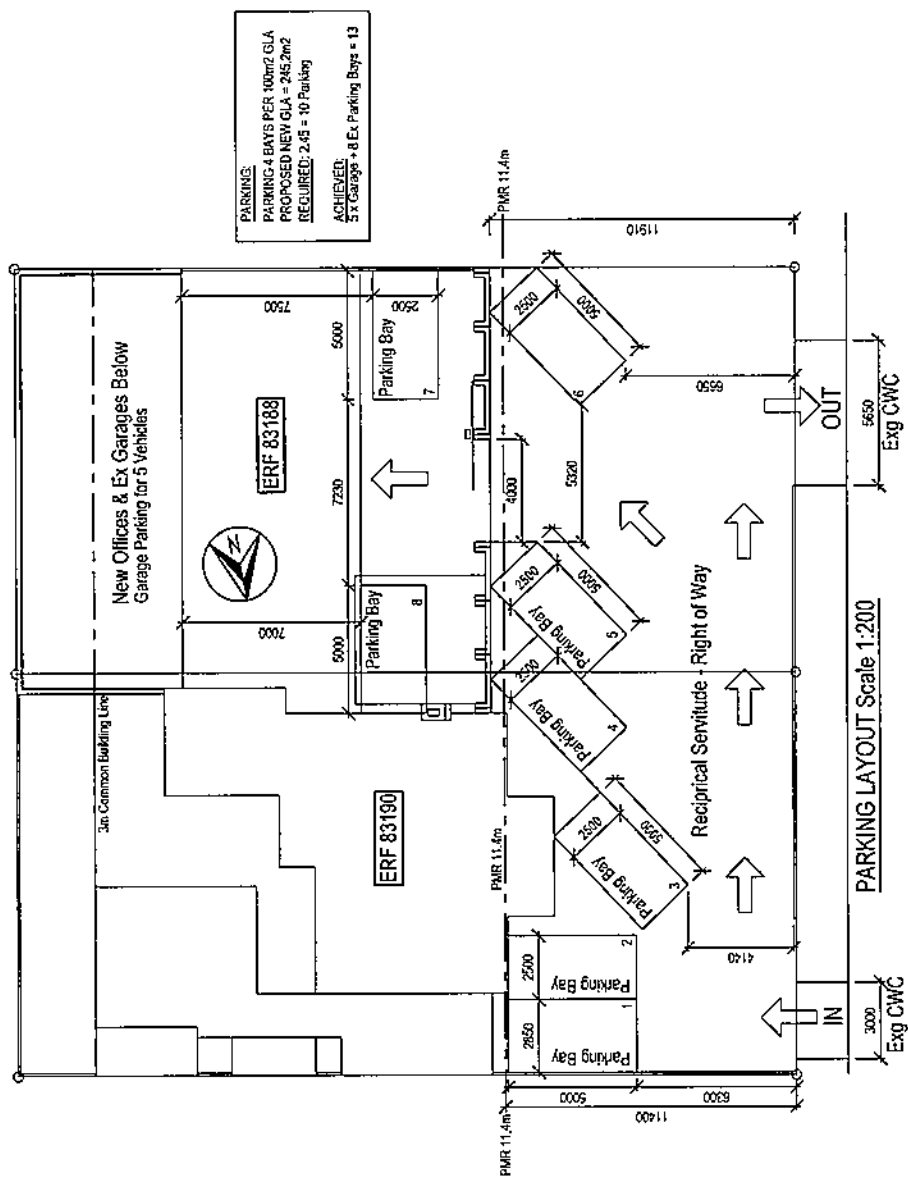 PARKING:
PARKING 4 BAYS PER 100m2 GLA
PROPOSED NEW GLA = 245.2m2
REQUIRED: 2.45 = 10 Parking
ACHIEVED:
5 x Garage + 8 Ex Parking Bays = 13
New Offices & Ex Garages Below
Garage Parking for 5 Vehicles
3m Common Building Line
ERF 83188
ERF 83190
N
7500
2500
5000
7230
5000
7000
Parking Bay
7
Parking Bay
8
PMR 11.4m
11910
4000
5320
2500
5000
6
6650
2500
5000
Parking Bay
5
2500
Parking Bay
4
2500
5000
Parking Bay
3
PMR 11.4m
2500
2850
Parking Bay
2
Parking Bay
1
PMR 11.4m
5000
6300
11400
4140
Reciprical Servitude - Right of Way
IN
3000
Exg CWC
OUT
5650
Exg CWC
PARKING LAYOUT Scale 1:200